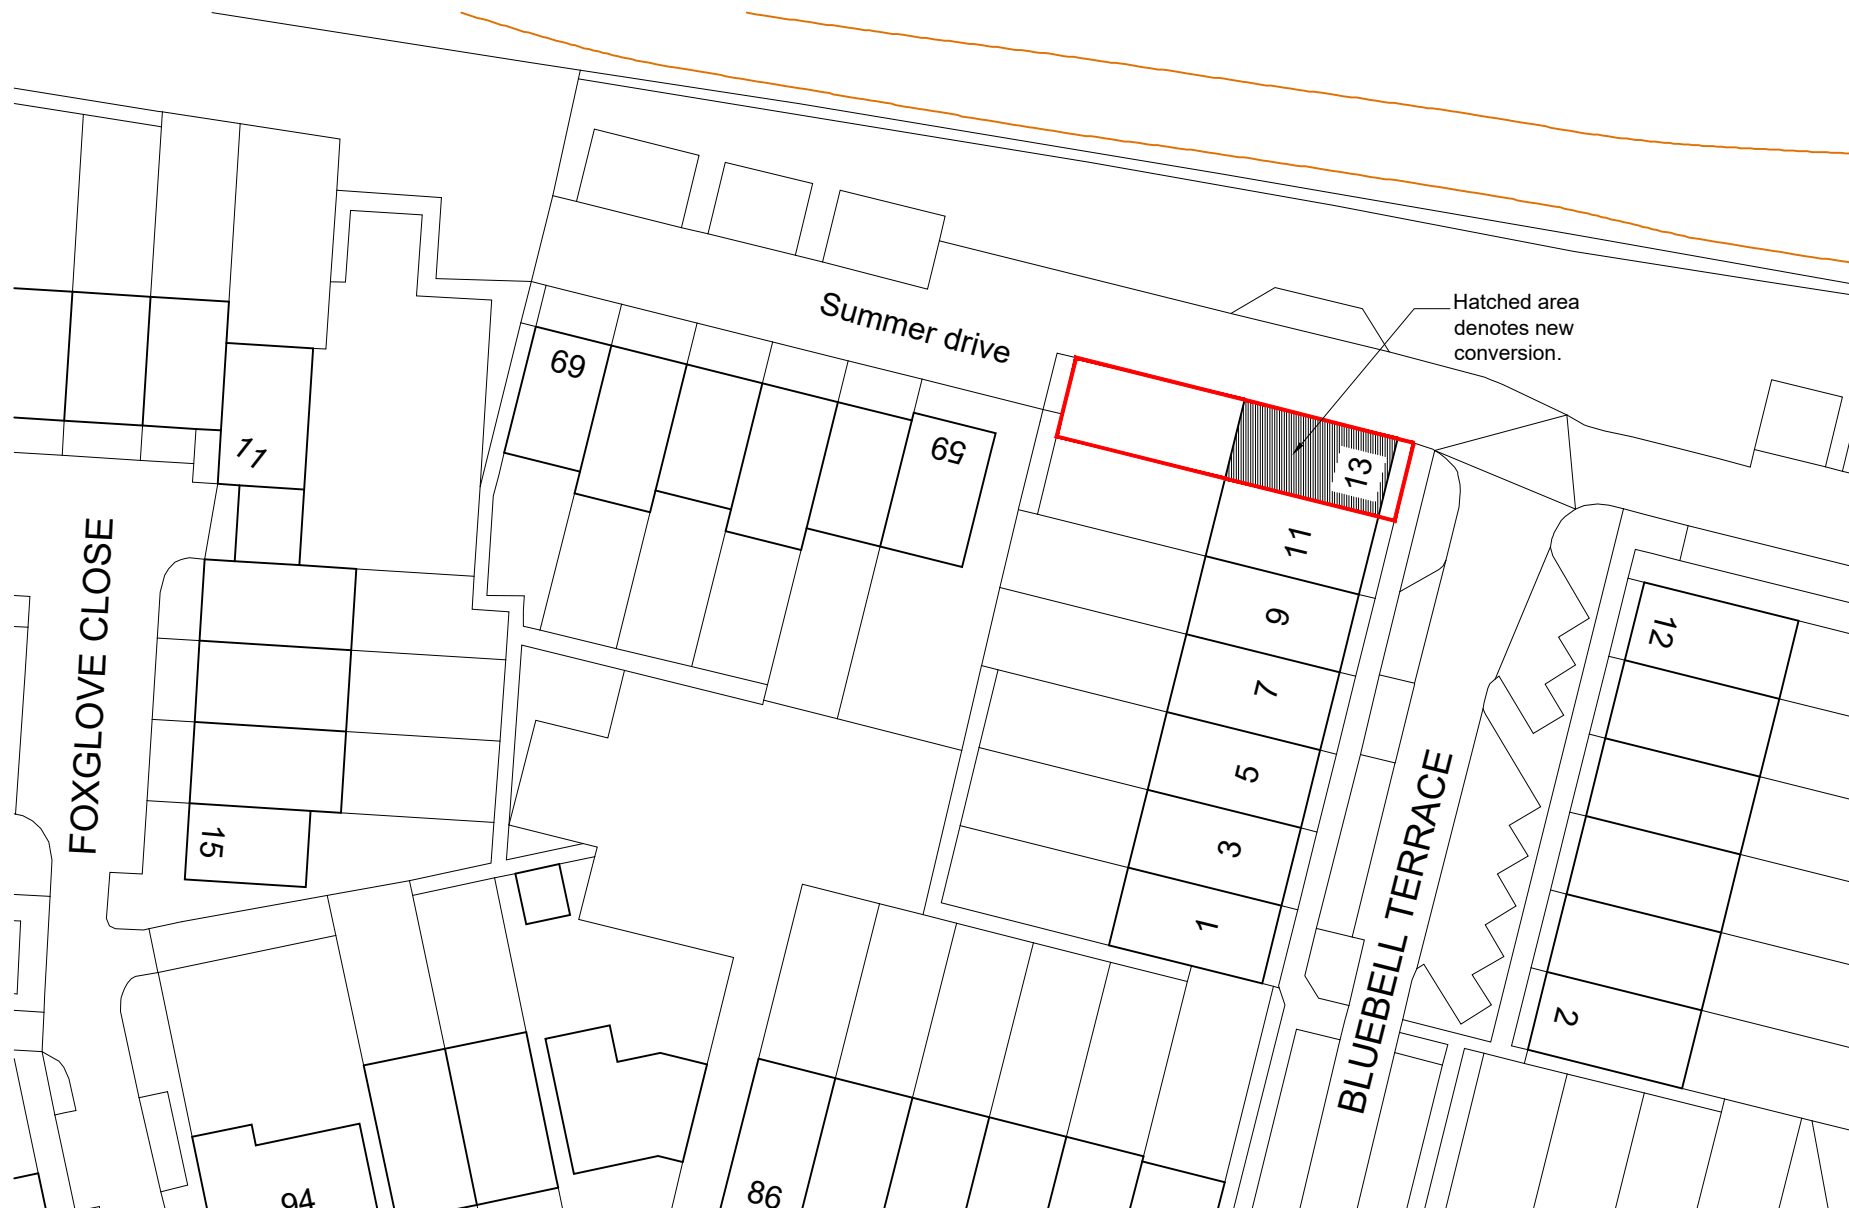 Hatched area
denotes new
conversion.
Summer drive
69
59
13
11
11
9
7
5
3
1
12
2
FOXGLOVE CLOSE
15
BLUEBELL TERRACE
94
86